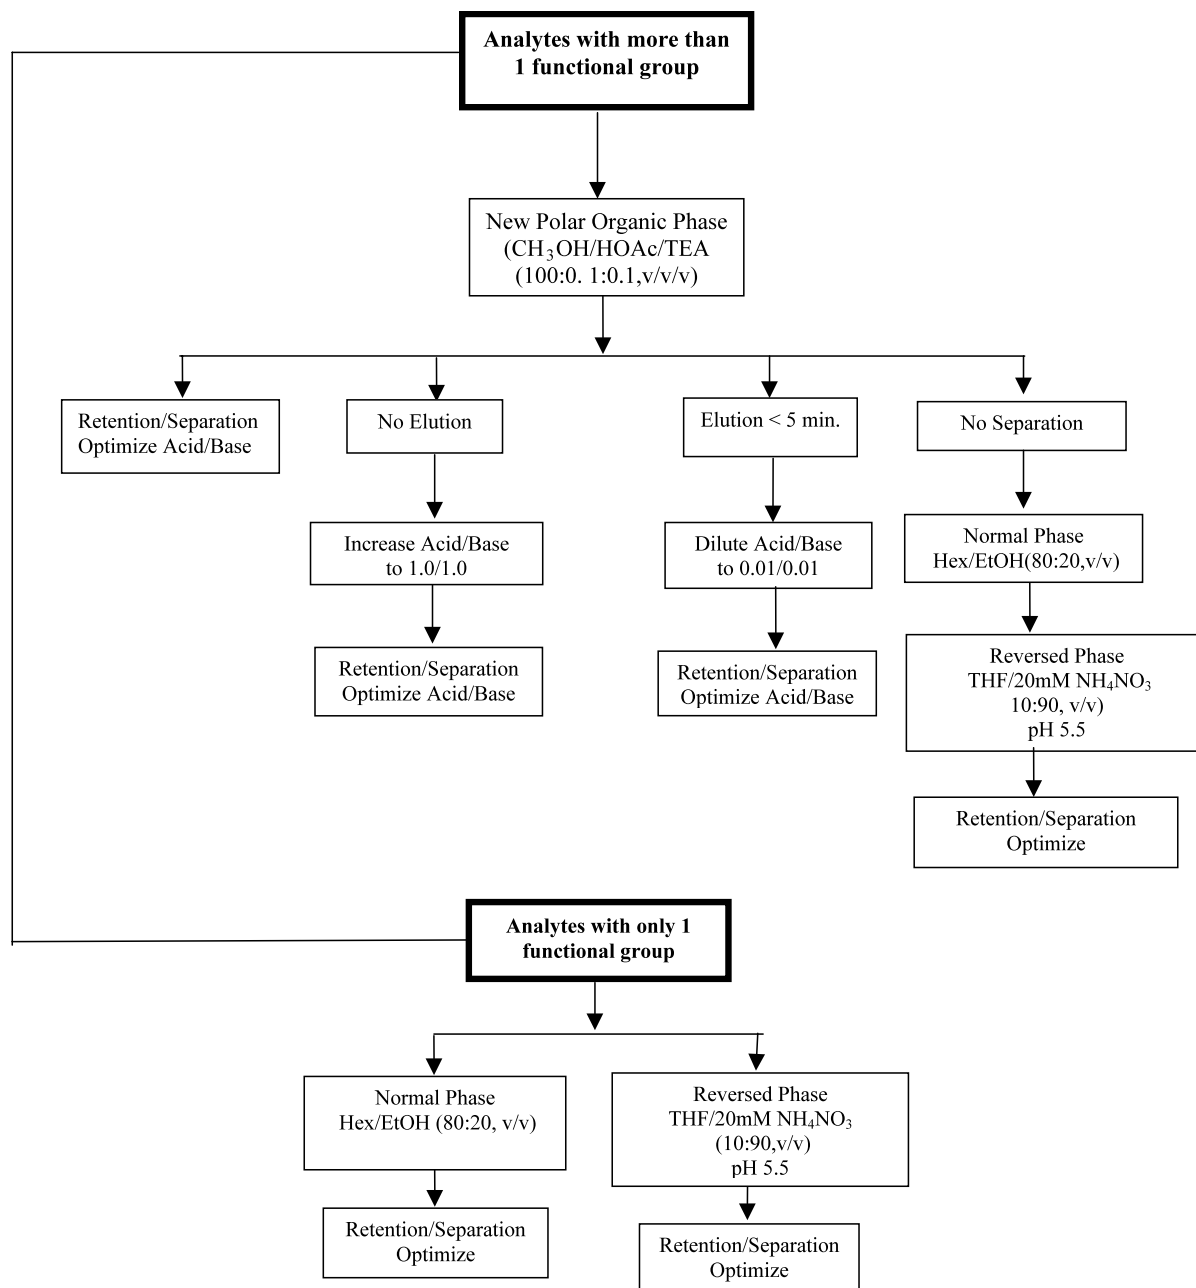 Analytes with more than
1 functional group
New Polar Organic Phase
(CH₃OH/HOAc/TEA
(100:0. 1:0.1,v/v/v)
Retention/Separation
Optimize Acid/Base
No Elution
Elution < 5 min.
No Separation
Increase Acid/Base
to 1.0/1.0
Dilute Acid/Base
to 0.01/0.01
Normal Phase
Hex/EtOH(80:20,v/v)
Retention/Separation
Optimize Acid/Base
Retention/Separation
Optimize Acid/Base
Reversed Phase
THF/20mM NH₄NO₃
10:90, v/v)
pH 5.5
Retention/Separation
Optimize
Analytes with only 1
functional group
Normal Phase
Hex/EtOH (80:20, v/v)
Reversed Phase
THF/20mM NH₄NO₃
(10:90,v/v)
pH 5.5
Retention/Separation
Optimize
Retention/Separation
Optimize